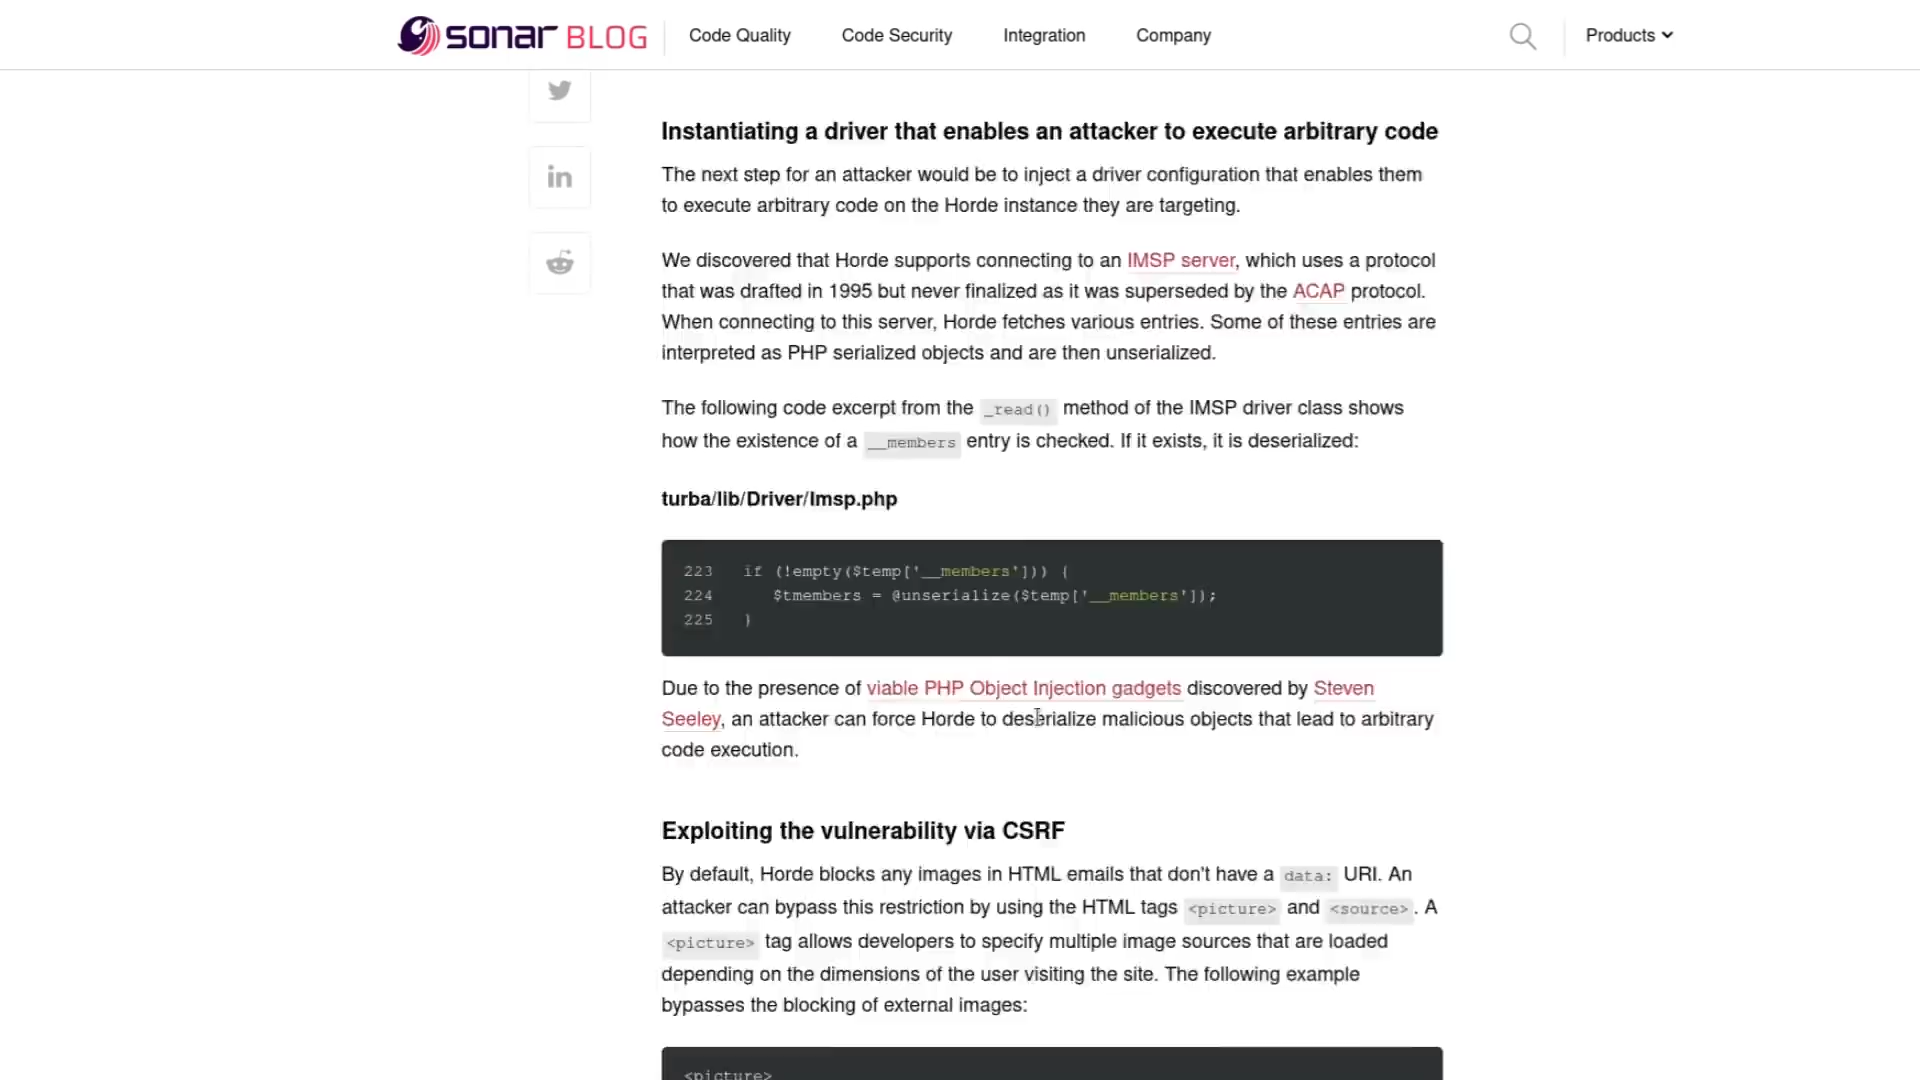 sonar BLOG Code Quality Code Security Integration Company Products
Instantiating a driver that enables an attacker to execute arbitrary code
The next step for an attacker would be to inject a driver configuration that enables them
to execute arbitrary code on the Horde instance they are targeting.
We discovered that Horde supports connecting to an IMSP server, which uses a protocol
that was drafted in 1995 but never finalized as it was superseded by the ACAP protocol.
When connecting to this server, Horde fetches various entries. Some of these entries are
interpreted as PHP serialized objects and are then unserialized.
The following code excerpt from the _read() method of the IMSP driver class shows
how the existence of a __members entry is checked. If it exists, it is deserialized:
turba/lib/Driver/Imsp.php
223 if (!empty($temp['__members'])) {
224 $tmembers = @unserialize($temp['__members']);
225 }
Due to the presence of viable PHP Object Injection gadgets discovered by Steven
Seeley, an attacker can force Horde to deserialize malicious objects that lead to arbitrary
code execution.
Exploiting the vulnerability via CSRF
By default, Horde blocks any images in HTML emails that don't have a data: URI. An
attacker can bypass this restriction by using the HTML tags <picture> and <source>. A
<picture> tag allows developers to specify multiple image sources that are loaded
depending on the dimensions of the user visiting the site. The following example
bypasses the blocking of external images:
<picture>